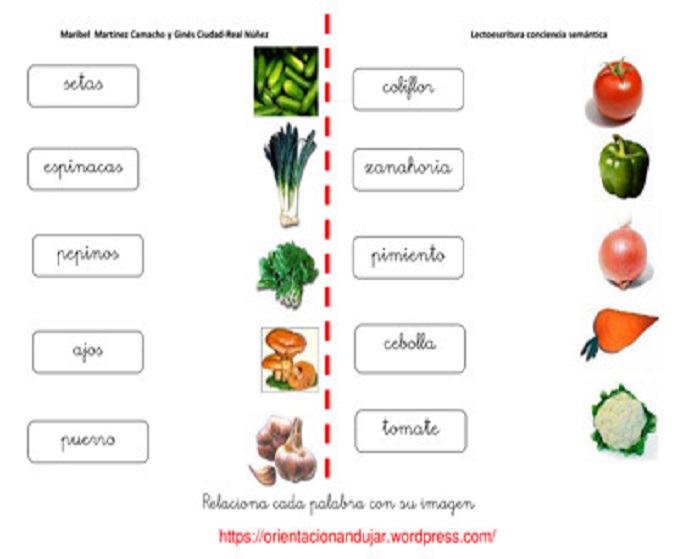 Maribel Martinez Camacho y Ginés Ciudad-Real Núñez
Lectoescritura conciencia semántica
setas
espinacas
pepinos
ajos
puerro
coliflor
zanahoria
pimiento
cebolla
tomate
Relaciona cada palabra con su imagen
https://orientacionandujar.wordpress.com/